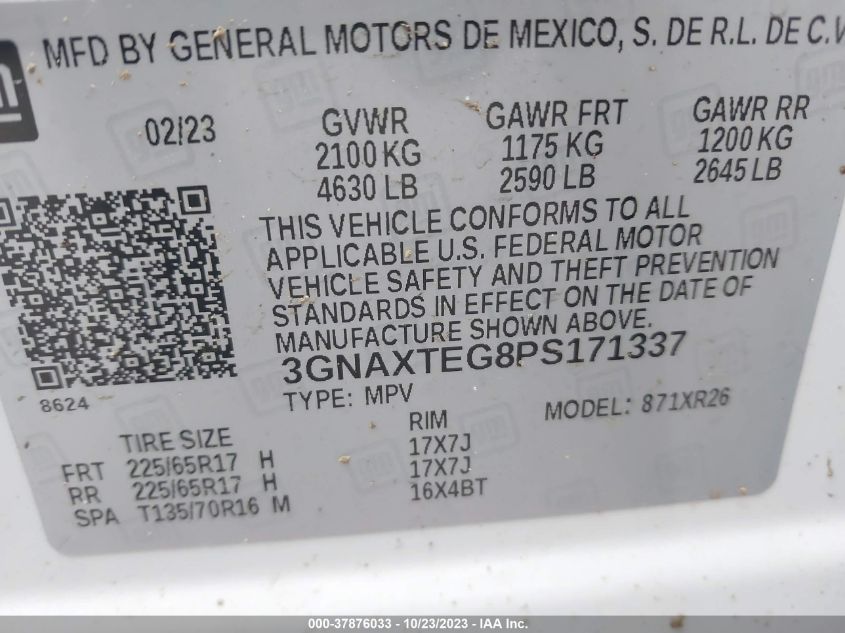 gm
MFD BY GENERAL MOTORS DE MEXICO, S. DE R.L. DE C.V
02/23
GVWR
2100 KG
4630 LB
GAWR FRT
1175 KG
2590 LB
GAWR RR
1200 KG
2645 LB
THIS VEHICLE CONFORMS TO ALL
APPLICABLE U.S. FEDERAL MOTOR
VEHICLE SAFETY AND THEFT PREVENTION
STANDARDS IN EFFECT ON THE DATE OF
MANUFACTURE SHOWN ABOVE.
3GNAXTEG8PS171337
TYPE: MPV
MODEL: 871XR26
8624
TIRE SIZE
RIM
FRT 225/65R17 H 17X7J
RR 225/65R17 H 17X7J
SPA T135/70R16 M 16X4BT
000-37876033 - 10/23/2023 - IAA Inc.